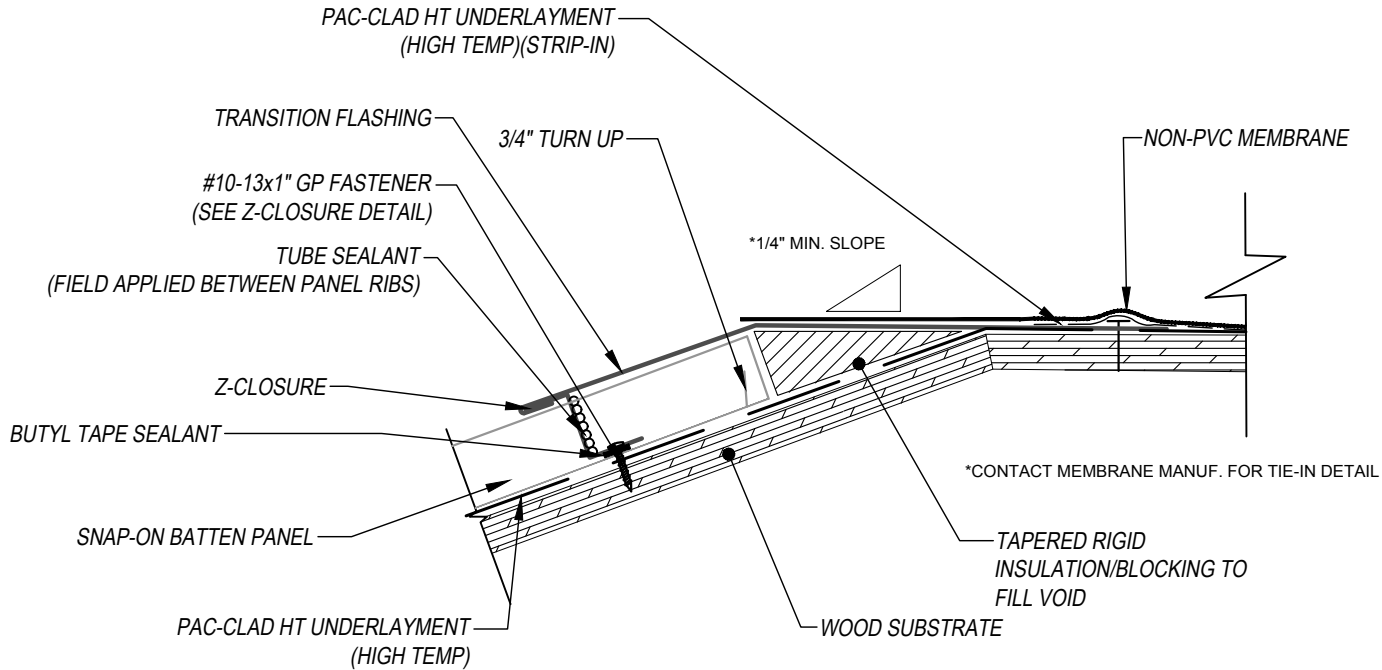 PAC-CLAD HT UNDERLAYMENT
(HIGH TEMP)(STRIP-IN)
TRANSITION FLASHING
3/4" TURN UP
NON-PVC MEMBRANE
#10-13x1" GP FASTENER
(SEE Z-CLOSURE DETAIL)
*1/4" MIN. SLOPE
TUBE SEALANT
(FIELD APPLIED BETWEEN PANEL RIBS)
Z-CLOSURE
BUTYL TAPE SEALANT
*CONTACT MEMBRANE MANUF. FOR TIE-IN DETAIL
SNAP-ON BATTEN PANEL
TAPERED RIGID
INSULATION/BLOCKING TO
FILL VOID
PAC-CLAD HT UNDERLAYMENT
(HIGH TEMP)
WOOD SUBSTRATE